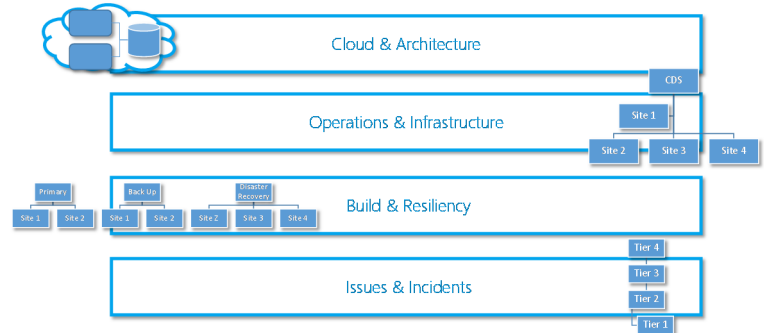 Cloud & Architecture
CDS
Operations & Infrastructure
Site 1
Site 2
Site 3
Site 4
Primary
Back Up
Disaster
Recovery
Site 1
Site 2
Site 1
Site 2
Site 2
Site 3
Site 4
Build & Resiliency
Tier 4
Tier 3
Issues & Incidents
Tier 2
Tier 1